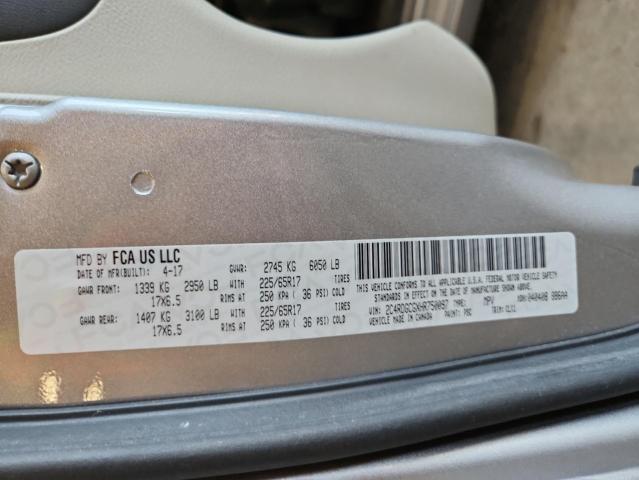 MFD BY FCA US LLC
DATE OF MFR(BUILT): 4-17 GVWR: 2745 KG 6050 LB
GAWR FRONT: 1339 KG 2950 LB WITH 225/65R17 TIRES
17X6.5 RIMS AT 250 KPA ( 36 PSI) COLD
GAWR REAR: 1407 KG 3100 LB WITH 225/65R17 TIRES
17X6.5 RIMS AT 250 KPA ( 36 PSI) COLD
THIS VEHICLE CONFORMS TO ALL APPLICABLE U.S.A. FEDERAL MOTOR VEHICLE SAFETY
STANDARDS IN EFFECT ON THE DATE OF MANUFACTURE SHOWN ABOVE
VIN: TYPE: MPV
MADE IN CANADA PAINT: TRIM: